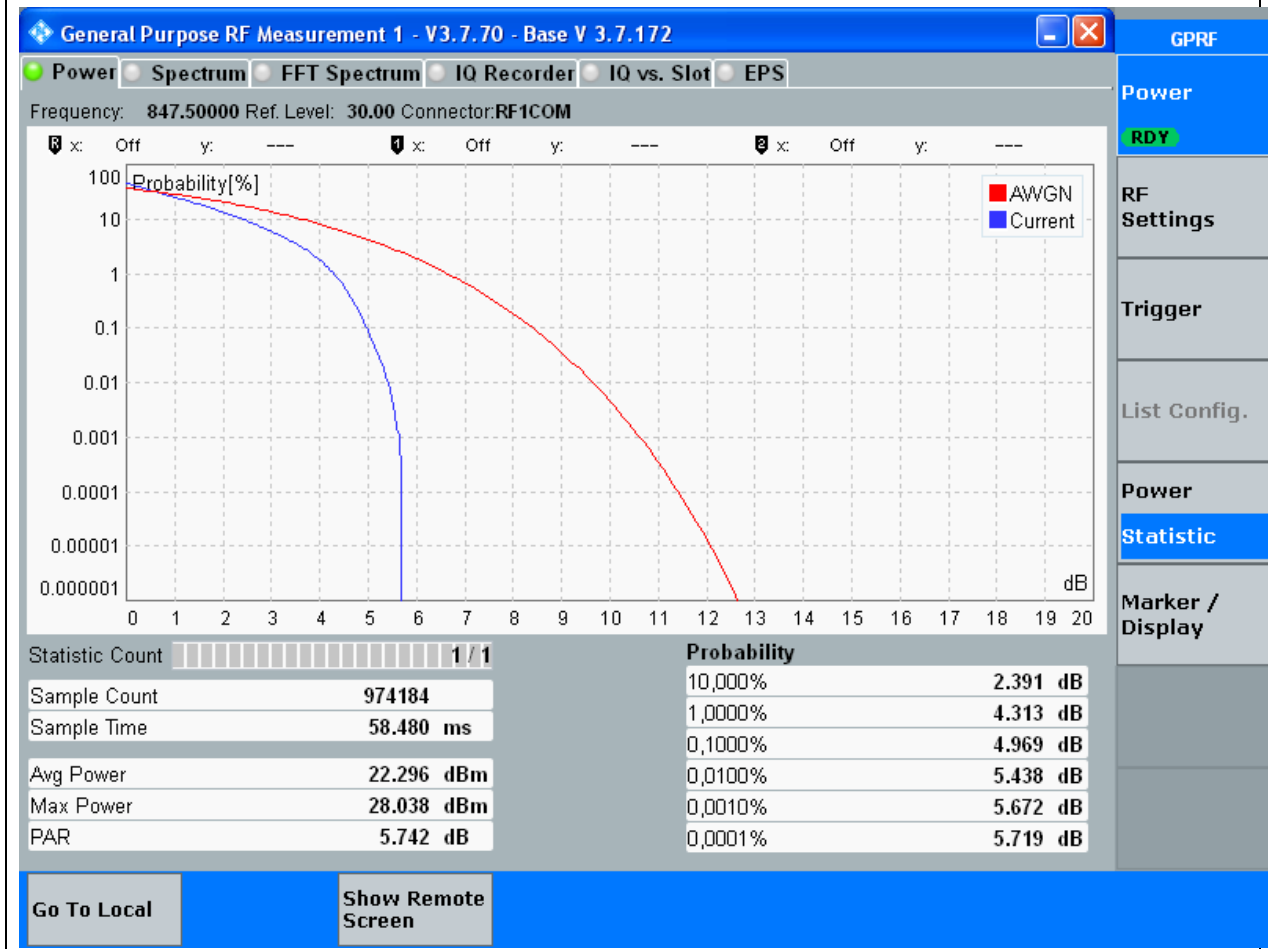 General Purpose RF Measurement 1 - V3.7.70 - Base V 3.7.172
GPRF
Power Spectrum FFT Spectrum IQ Recorder IQ vs. Slot EPS
Frequency: 847.50000 Ref. Level: 30.00 Connector:RF1COM
R x: Off y: --- 1 x: Off y: --- 2 x: Off y: ---
Probability[%]
100
10
1
0.1
0.01
0.001
0.0001
0.00001
0.000001
AWGN
Current
dB
0 1 2 3 4 5 6 7 8 9 10 11 12 13 14 15 16 17 18 19 20
Statistic Count 1 / 1
Sample Count 974184
Sample Time 58.480 ms
Avg Power 22.296 dBm
Max Power 28.038 dBm
PAR 5.742 dB
Probability
10,000% 2.391 dB
1,0000% 4.313 dB
0,1000% 4.969 dB
0,0100% 5.438 dB
0,0010% 5.672 dB
0,0001% 5.719 dB
Power
RDY
RF
Settings
Trigger
List Config.
Power
Statistic
Marker /
Display
Go To Local
Show Remote
Screen